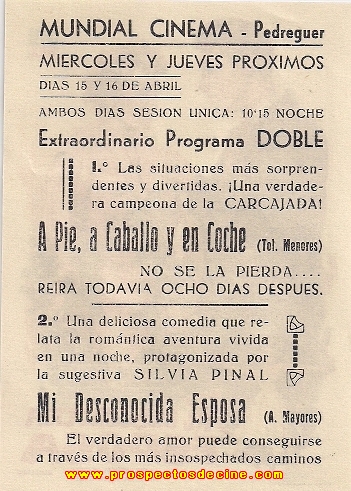 MUNDIAL CINEMA - Pedreguer
MIERCOLES Y JUEVES PROXIMOS
DIAS 15 Y 16 DE ABRIL
AMBOS DIAS SESION UNICA: 10'15 NOCHE
Extraordinario Programa DOBLE
1.º Las situaciones más sorpren-
dentes y divertidas. ¡Una verdade-
ra campeona de la CARCAJADA!
A Pie, a Caballo y en Coche (Tol. Menores)
NO SE LA PIERDA....
REIRA TODAVIA OCHO DIAS DESPUES.
2.º Una deliciosa comedia que re-
lata la romántica aventura vivida
en una noche, protagonizada por
la sugestiva SILVIA PINAL
Mi Desconocida Esposa (A. Mayores)
El verdadero amor puede conseguirse
a través de los más insospechados caminos
www.prospectosdecine.com